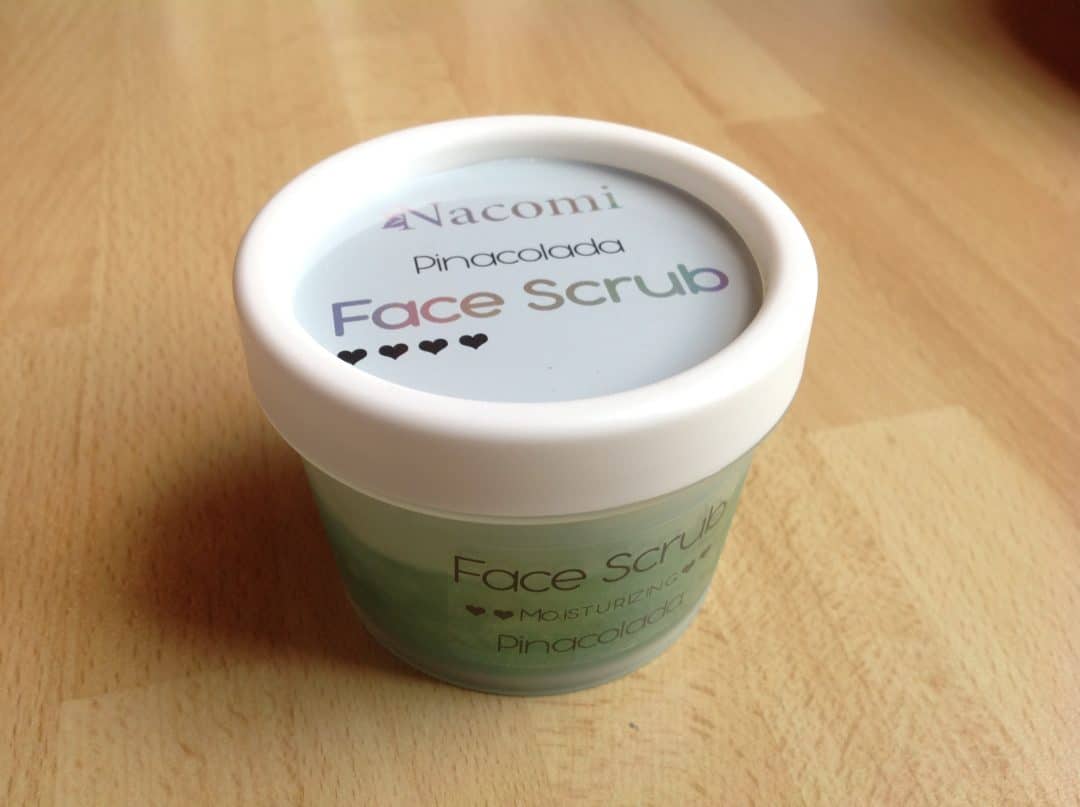 Nacomi
Pinacolada
Face Scrub
♥ ♥ ♥ ♥
Face Scrub
♥ ♥ MOISTURIZING ♥ ♥
Pinacolada